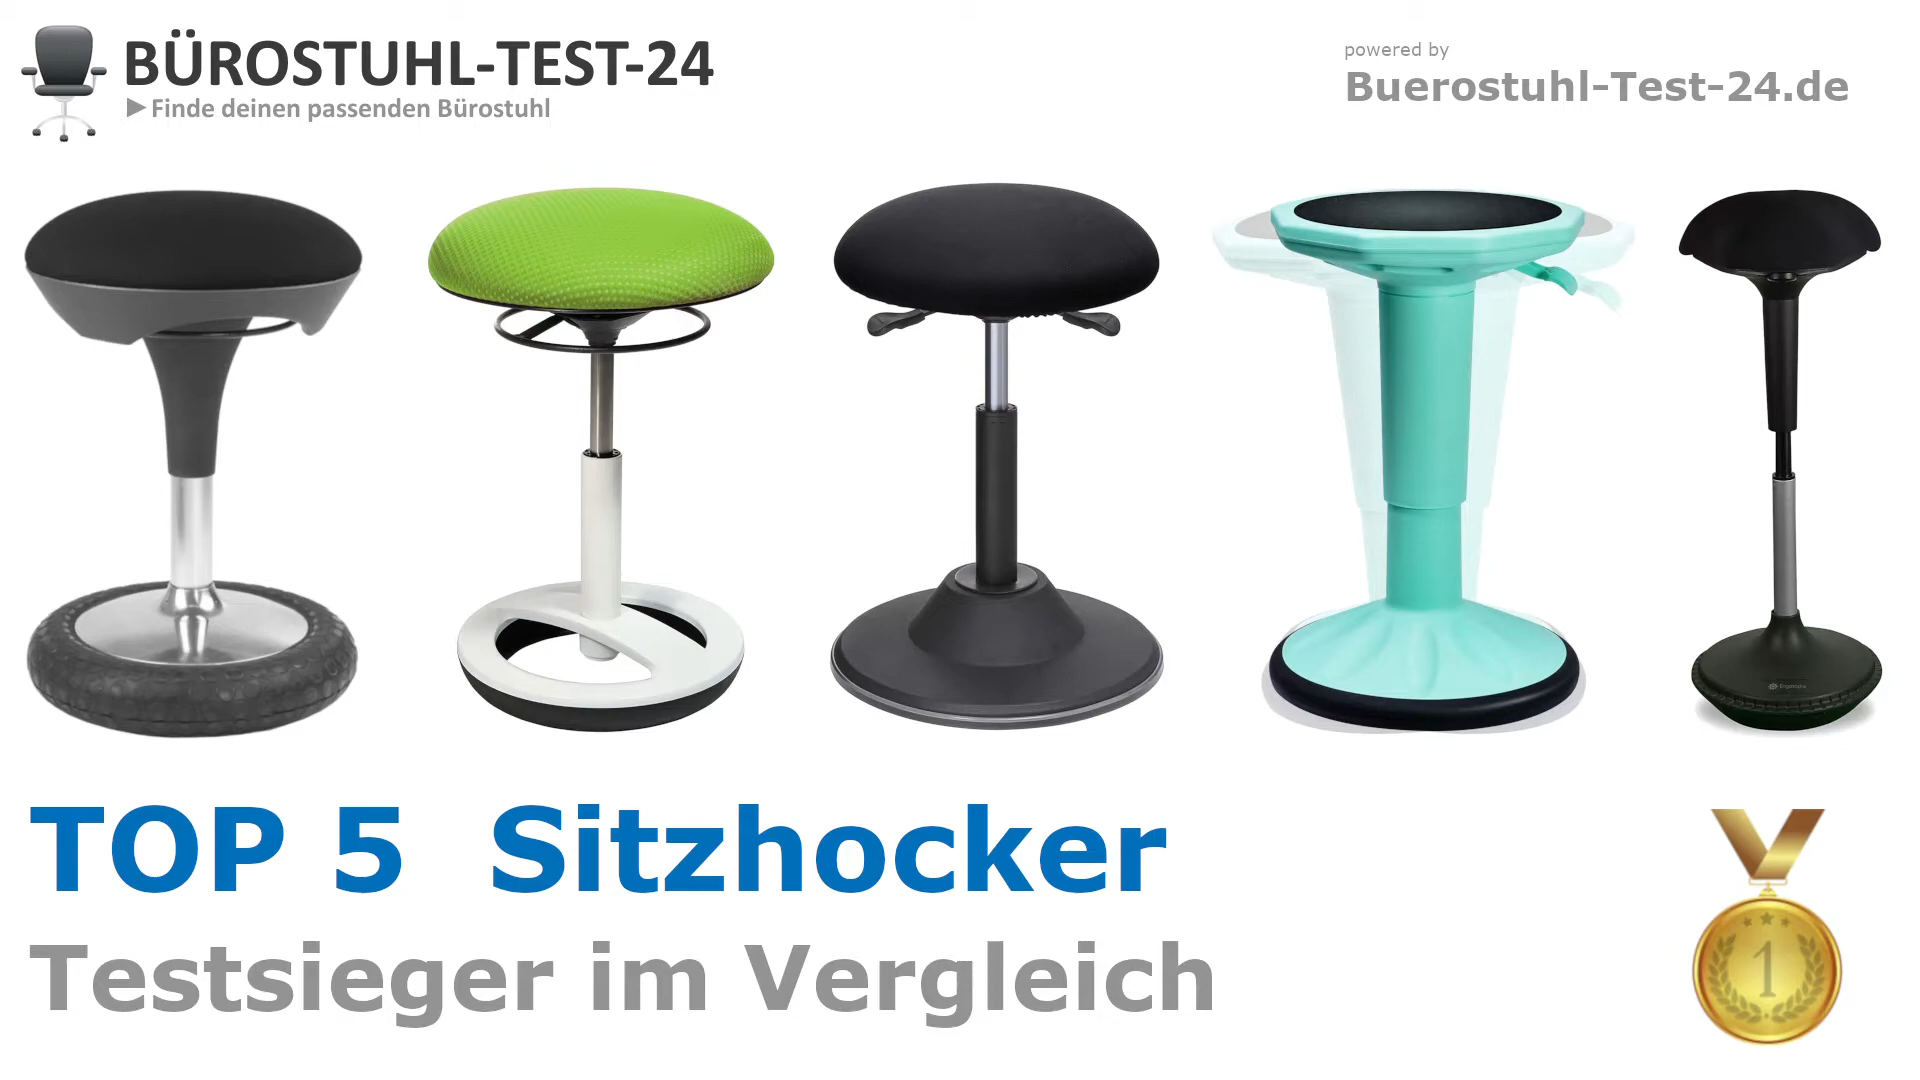 BÜROSTUHL-TEST-24
Finde deinen passenden Bürostuhl
powered by
Buerostuhl-Test-24.de
TOP 5 Sitzhocker
Testsieger im Vergleich
1